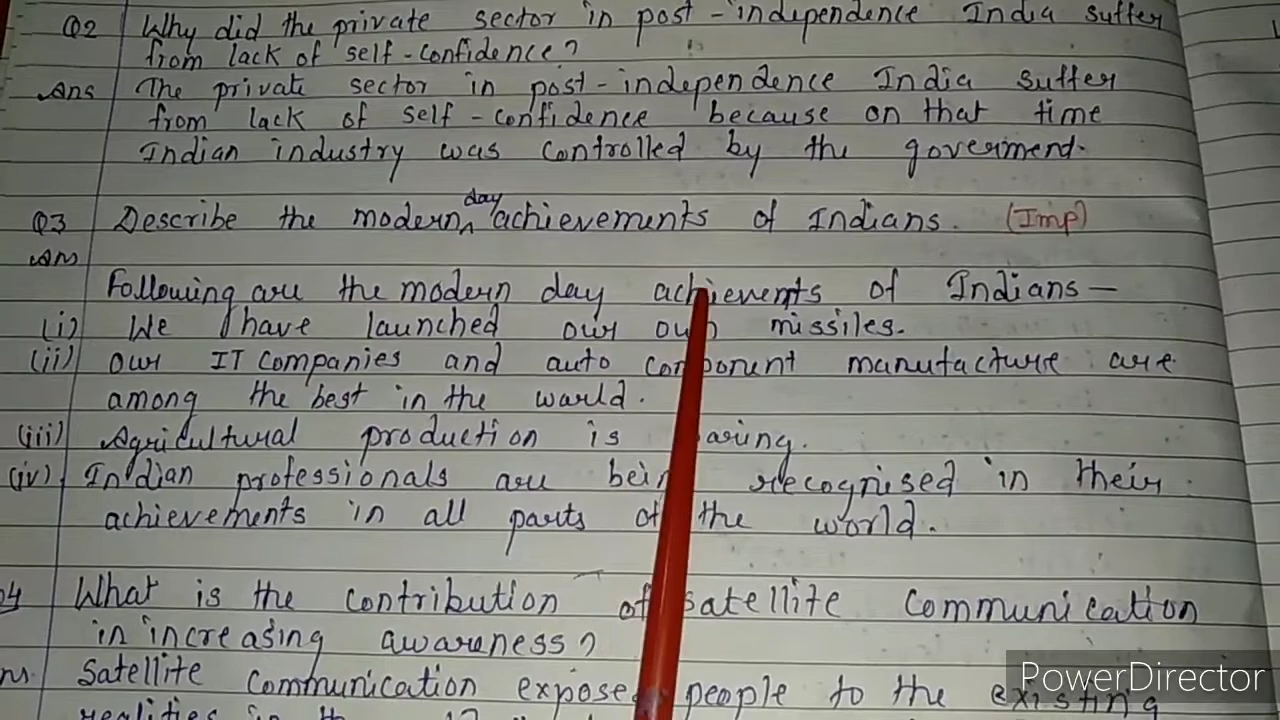 Q2 Why did the private sector in post-independence India suffer
from lack of self-confidence?
Ans The private sector in post-independence India suffer
from lack of self-confidence because on that time
Indian industry was controlled by the goverment.
Q3 Describe the modern day achievements of Indians. (Imp)
Ans
Following are the modern day achievements of Indians—
(i) We have launched our own missiles.
(ii) Our IT Companies and auto component manufacture are
among the best in the world.
(iii) Agricultural production is
(iv) Indian professionals are being recognised in their
achievements in all parts of the world.
What is the contribution of satellite communication
in increasing awareness?
Satellite Communication exposed people to the existing
realities in
PowerDirector